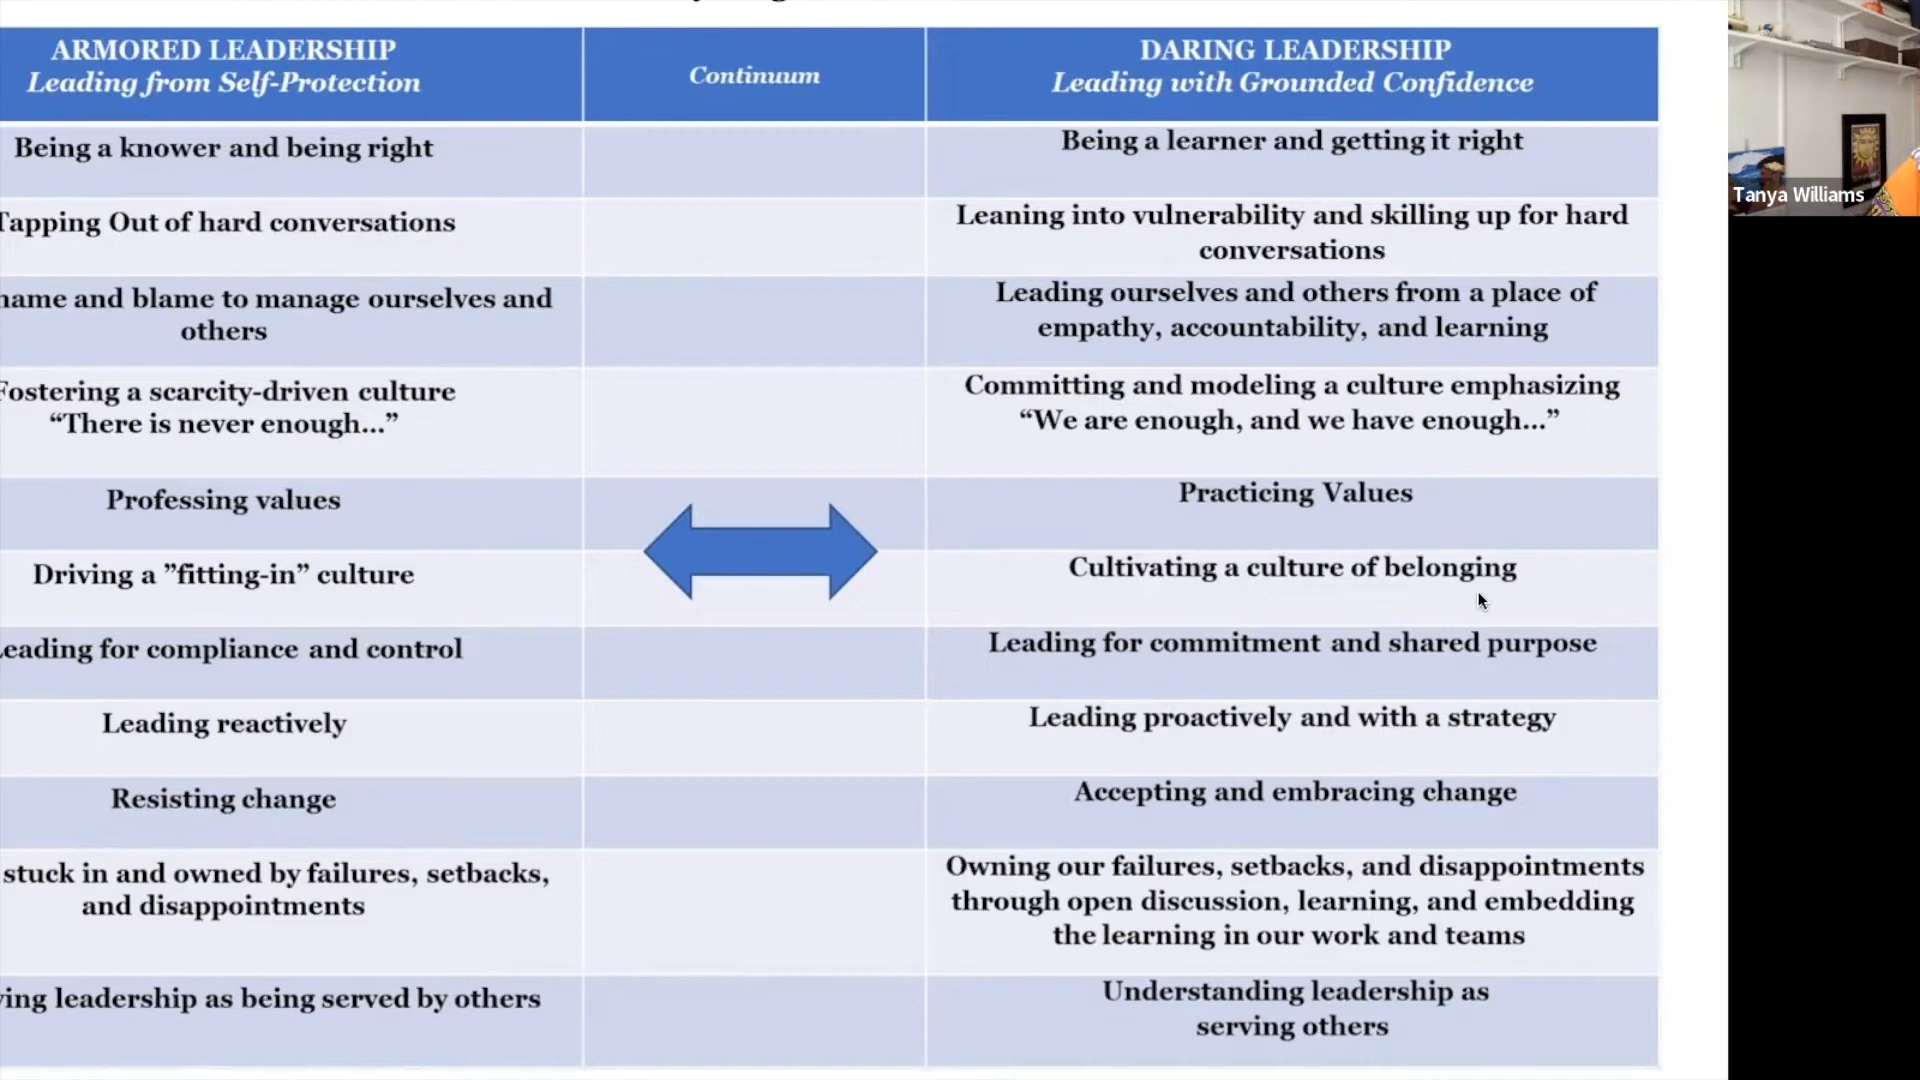 ARMORED LEADERSHIP
Leading from Self-Protection
Continuum
DARING LEADERSHIP
Leading with Grounded Confidence
Being a knower and being right
Being a learner and getting it right
Tapping Out of hard conversations
Leaning into vulnerability and skilling up for hard
conversations
hame and blame to manage ourselves and
others
Leading ourselves and others from a place of
empathy, accountability, and learning
Fostering a scarcity-driven culture
“There is never enough…”
Committing and modeling a culture emphasizing
“We are enough, and we have enough…”
Professing values
Practicing Values
Driving a ”fitting-in” culture
Cultivating a culture of belonging
Leading for compliance and control
Leading for commitment and shared purpose
Leading reactively
Leading proactively and with a strategy
Resisting change
Accepting and embracing change
stuck in and owned by failures, setbacks,
and disappointments
Owning our failures, setbacks, and disappointments
through open discussion, learning, and embedding
the learning in our work and teams
ving leadership as being served by others
Understanding leadership as
serving others
Tanya Williams